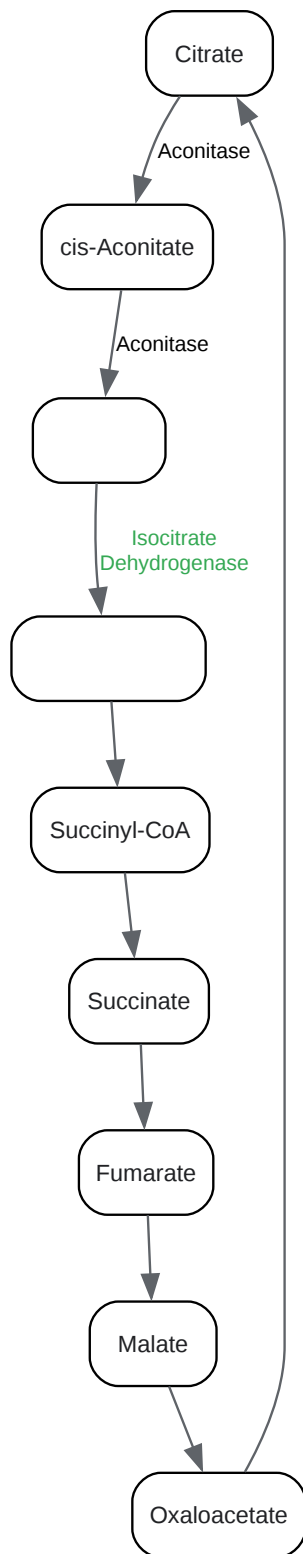 Citrate
Aconitase
cis-Aconitate
Aconitase
Isocitrate
Dehydrogenase
Succinyl-CoA
Succinate
Fumarate
Malate
Oxaloacetate